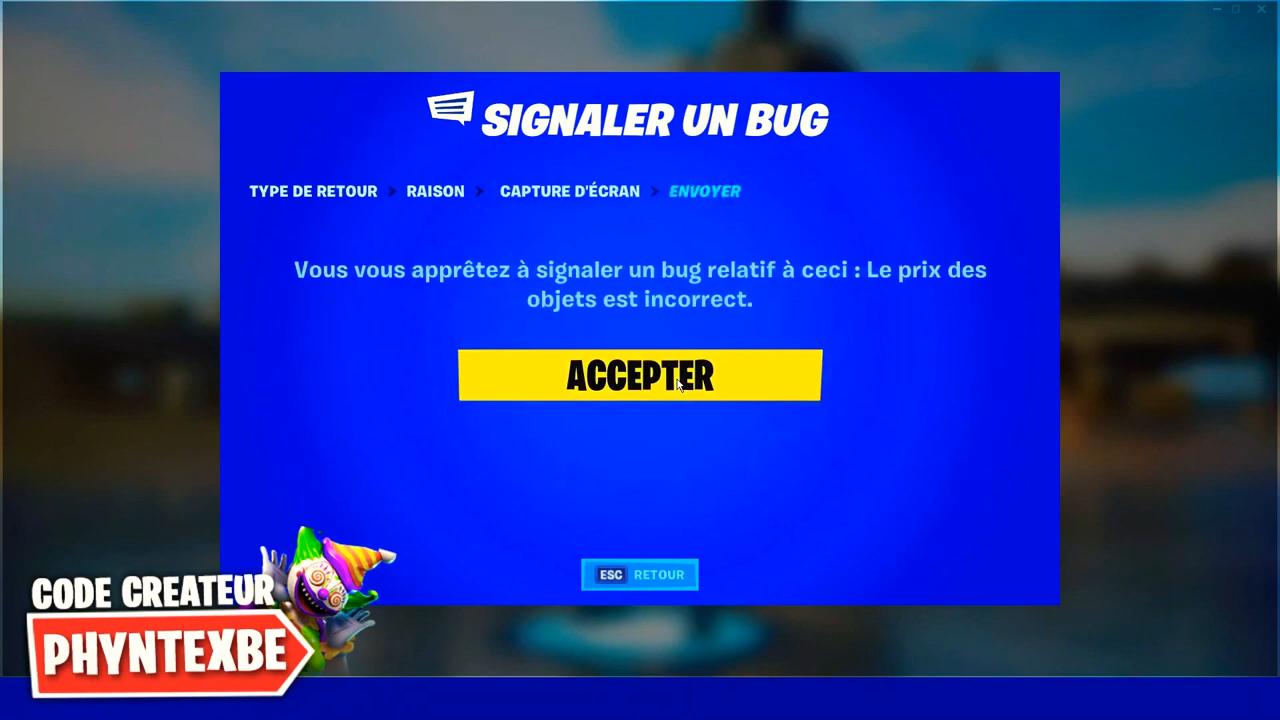 SIGNALER UN BUG
TYPE DE RETOUR > RAISON > CAPTURE D'ÉCRAN > ENVOYER
Vous vous apprêtez à signaler un bug relatif à ceci : Le prix des
objets est incorrect.
ACCEPTER
ESC RETOUR
CODE CREATEUR
PHYNTEXBE